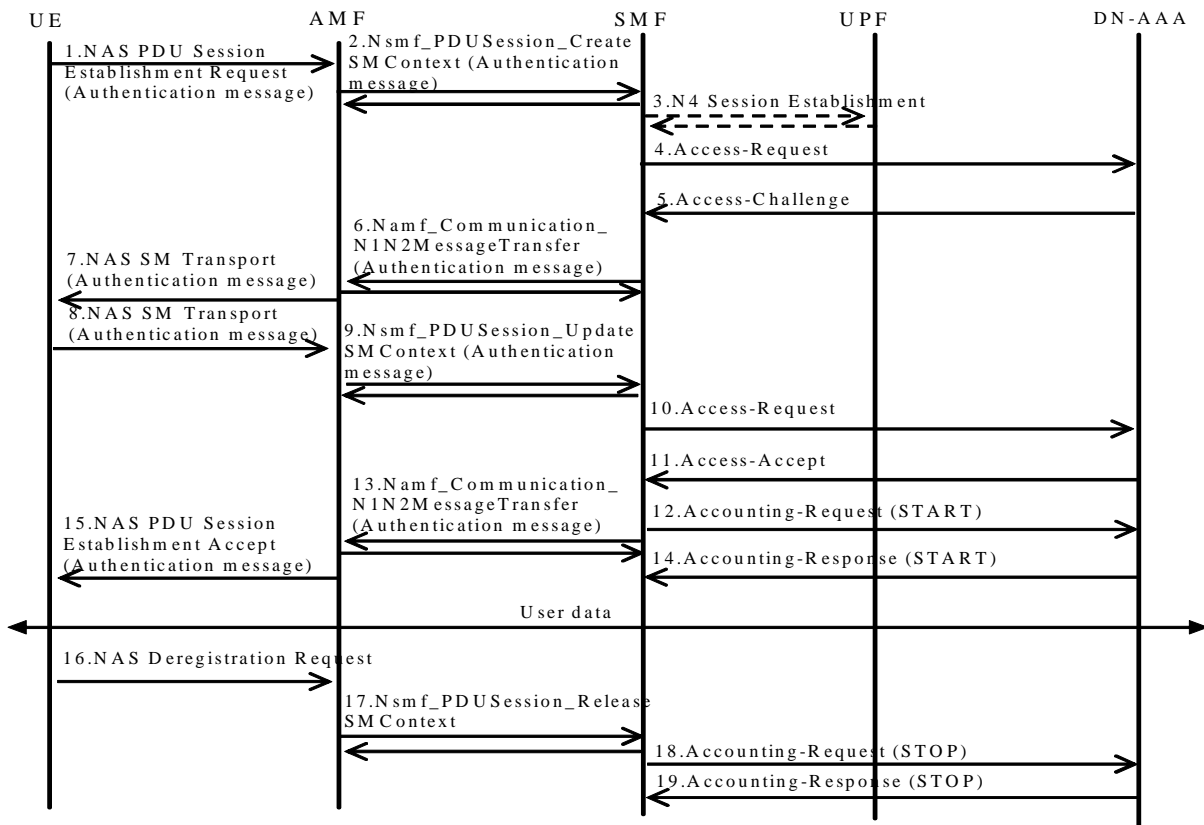 UE
AMF
SMF
UPF
DN-AAA
1.NAS PDU Session
Establishment Request
(Authentication message)
2.Nsmf_PDUSession_Create
SMContext (Authentication
message)
3.N4 Session Establishment
4.Access-Request
5.Access-Challenge
6.Namf_Communication_
N1N2MessageTransfer
(Authentication message)
7.NAS SM Transport
(Authentication message)
8.NAS SM Transport
(Authentication message)
9.Nsmf_PDUSession_Update
SMContext (Authentication
message)
10.Access-Request
11.Access-Accept
13.Namf_Communication_
N1N2MessageTransfer
(Authentication message)
12.Accounting-Request (START)
15.NAS PDU Session
Establishment Accept
(Authentication message)
14.Accounting-Response (START)
User data
16.NAS Deregistration Request
17.Nsmf_PDUSession_Release
SMContext
18.Accounting-Request (STOP)
19.Accounting-Response (STOP)